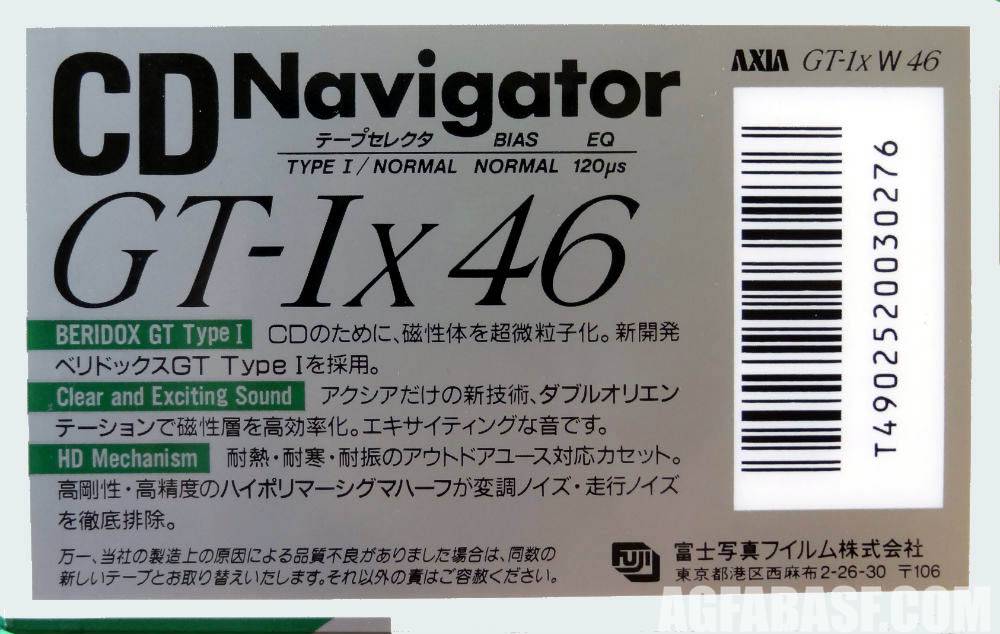 CD Navigator
AXIA GT-Ix W 46
テープセレクタ BIAS EQ
TYPE I / NORMAL NORMAL 120μs
GT-Ix 46
BERIDOX GT Type I CDのために、磁性体を超微粒子化。新開発
ベリドックスGT Type Iを採用。
Clear and Exciting Sound アクシアだけの新技術、ダブルオリエン
テーションで磁性層を高効率化。エキサイティングな音です。
HD Mechanism 耐熱・耐寒・耐振のアウトドアユース対応カセット。
高剛性・高精度のハイポリマーシグマハーフが変調ノイズ・走行ノイズ
を徹底排除。
万一、当社の製造上の原因による品質不良がありました場合は、同数の
新しいテープとお取り替えいたします。それ以外の責はご容赦ください。
T4902520030276
FUJI 富士写真フイルム株式会社
東京都港区西麻布2-26-30 〒106
AGFABASF.COM